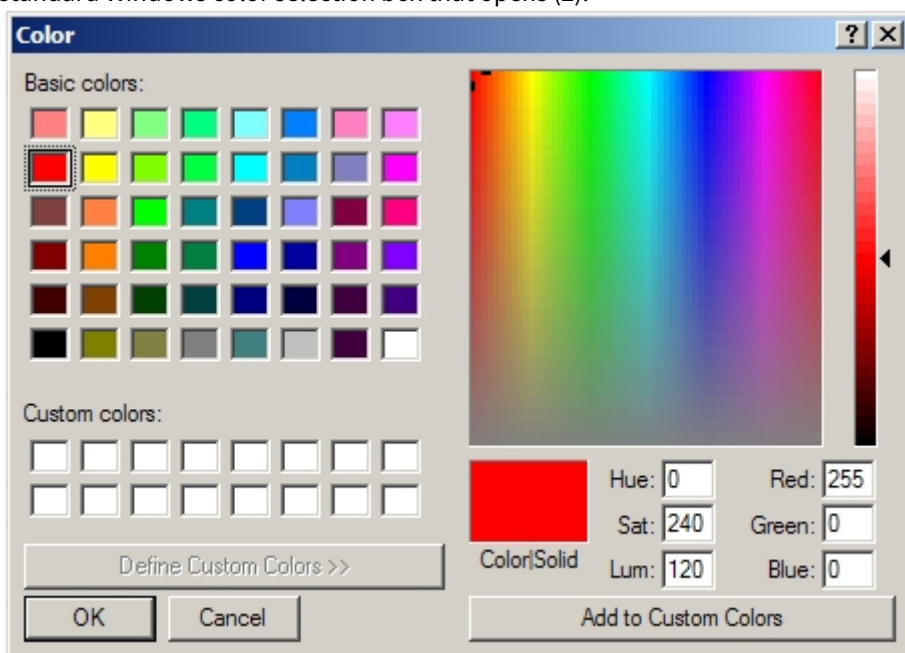 standard Windows color selection box that opens (2).
Color
Basic colors:
Custom colors:
Define Custom Colors >>
OK Cancel
Color|Solid
Hue: 0 Red: 255
Sat: 240 Green: 0
Lum: 120 Blue: 0
Add to Custom Colors